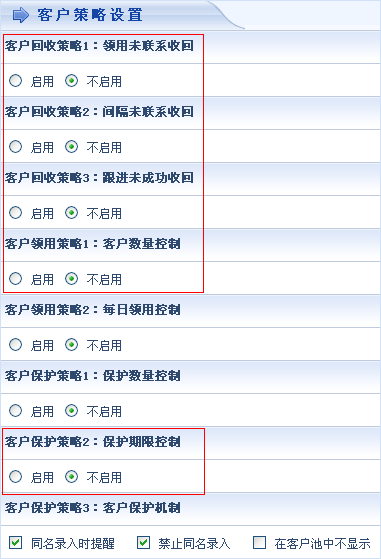 客户策略设置
客户回收策略1：领用未联系收回
启用 不启用
客户回收策略2：间隔未联系收回
启用 不启用
客户回收策略3：跟进未成功收回
启用 不启用
客户领用策略1：客户数量控制
启用 不启用
客户领用策略2：每日领用控制
启用 不启用
客户保护策略1：保护数量控制
启用 不启用
客户保护策略2：保护期限控制
启用 不启用
客户保护策略3：客户保护机制
同名录入时提醒 禁止同名录入 在客户池中不显示